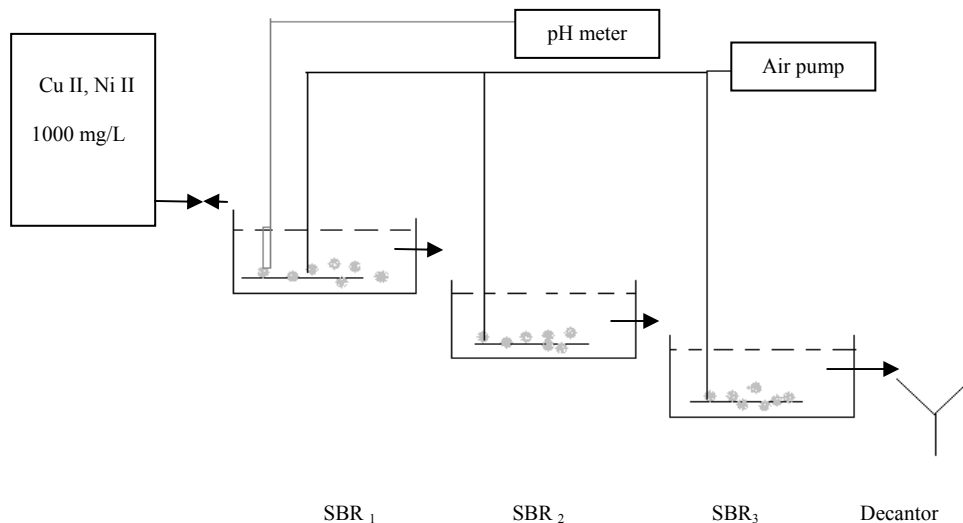 pH meter
Air pump
Cu II, Ni II
1000 mg/L
SBR 1
SBR 2
SBR3
Decantor